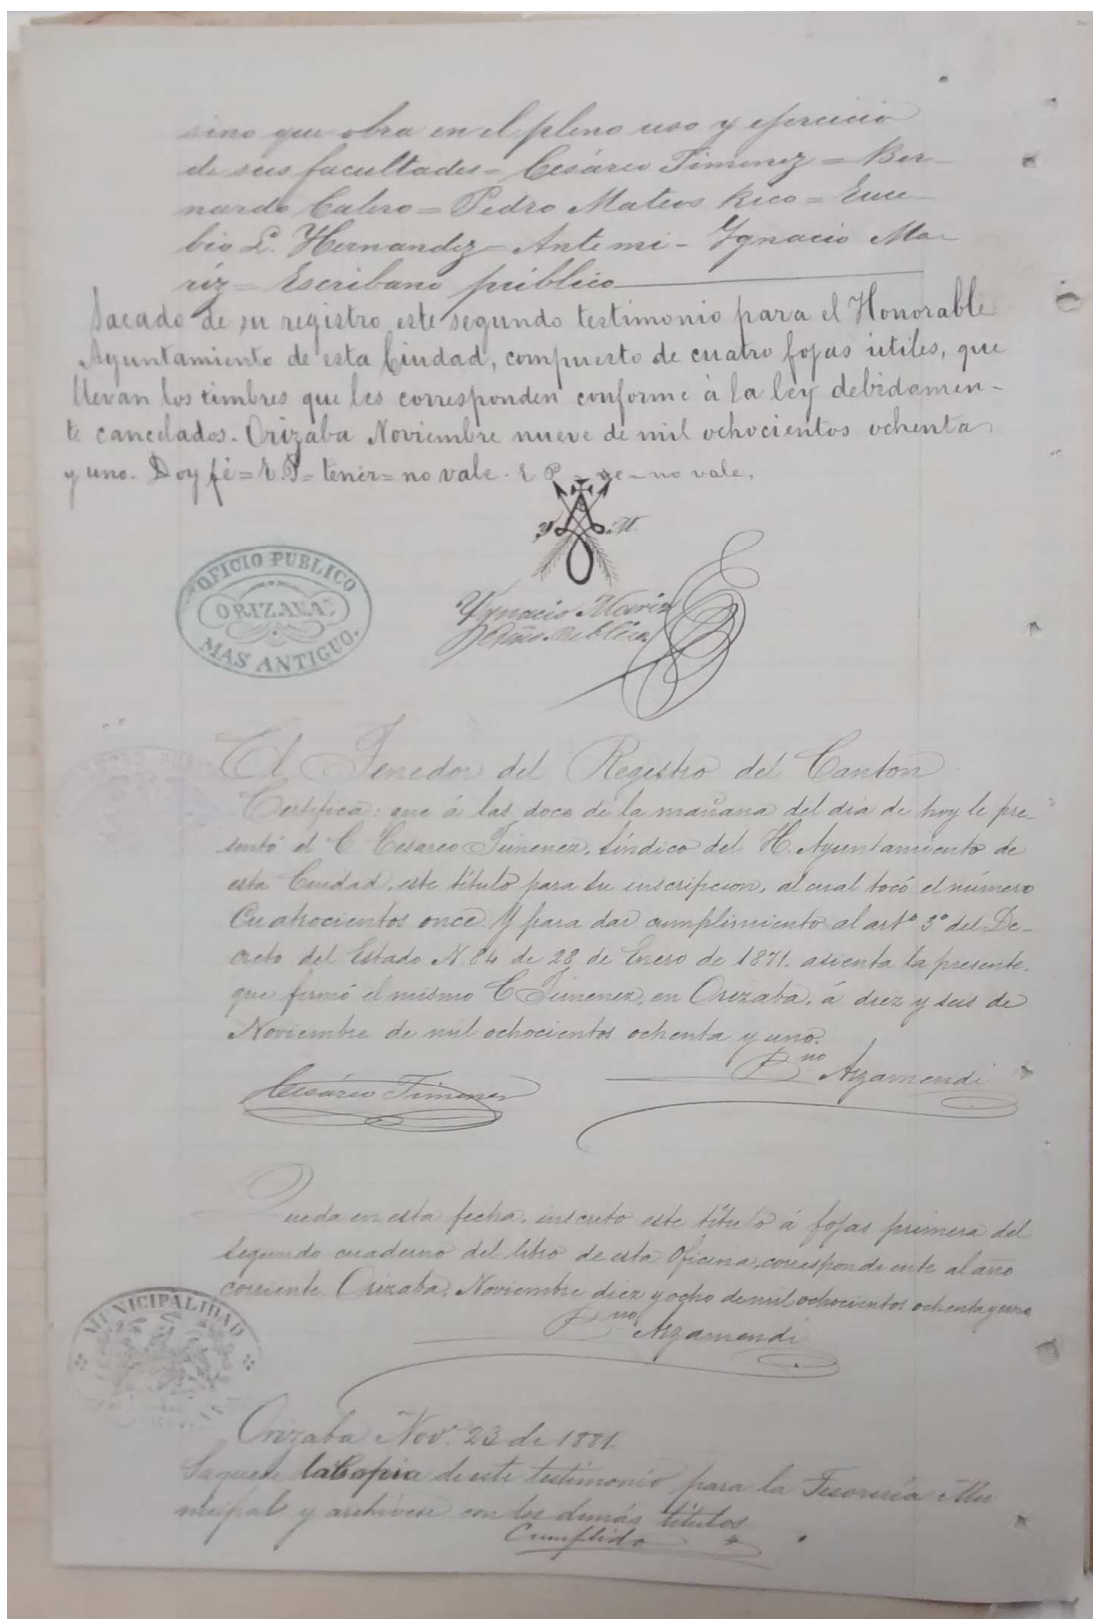 sino que obra en el pleno uso y ejercicio
de sus facultades = Cesáreo Jimenez = Ber-
nardo Calero = Pedro Mateos Rico = Euse-
bio L. Hernandez = Ante mi - Ygnacio Ma-
riz = Escribano público
Sacado de su registro este segundo testimonio para el Honorable
Ayuntamiento de esta Ciudad, compuesto de cuatro fojas útiles, que
llevan los timbres que les corresponden conforme á la ley debidamen-
te cancelados. Orizaba Noviembre nueve de mil ochocientos ochenta
y uno. Doy fé = E P = tener = no vale. E P - - no vale.
Y M.
OFICIO PUBLICO
ORIZAVA
MAS ANTIGUO.
Ygnacio Mariz
Público
El Tenedor del Registro del Canton
Certifica: que á las doce de la mañana del dia de hoy le pre-
sentó el C. Cesareo Jimenez, Síndico del H. Ayuntamiento de
esta Ciudad, este título para su inscripcion, al cual tocó el número
Cuatrocientos once. Y para dar cumplimiento al art.º 3º del De-
creto del Estado N. 84 de 28 de Enero de 1871. asienta la presente.
que firmó el mismo C Jimenez, en Orizaba, á diez y seis de
Noviembre de mil ochocientos ochenta y uno.
Cesáreo Jimenez
Azamendi
Queda en esta fecha, inscrito este título á fojas primera del
segundo cuaderno del libro de esta Oficina, correspondiente al año
corriente. Orizaba, Noviembre diez y ocho de mil ochocientos ochenta y uno
Azamendi
MUNICIPALIDAD
Orizaba Nov. 23 de 1881.
Saquese la Copia de este testimonio para la Tesorería Mu
nicipal y archívese con los demás títulos
Cumplido